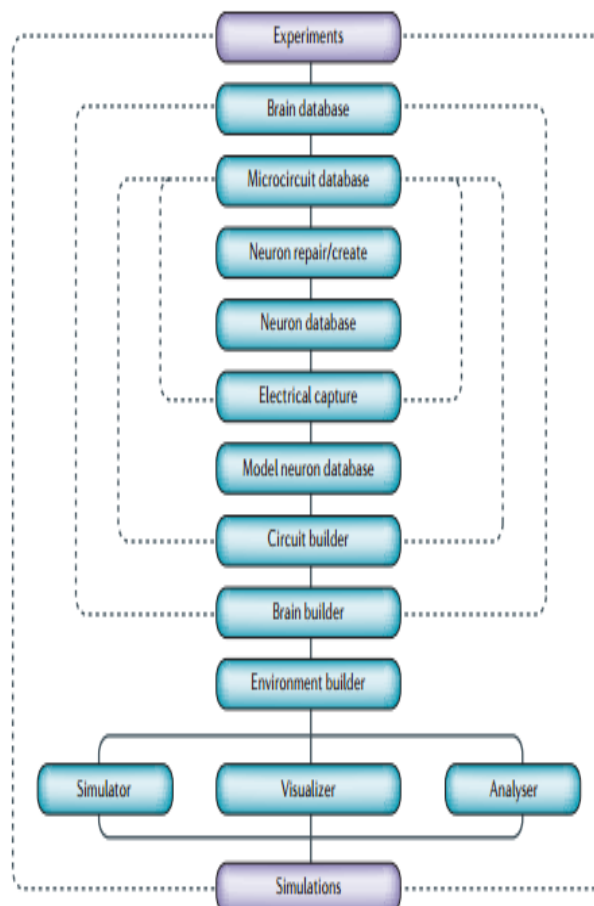 Experiments
Brain database
Microcircuit database
Neuron repair/create
Neuron database
Electrical capture
Model neuron database
Circuit builder
Brain builder
Environment builder
Simulator
Visualizer
Analyser
Simulations